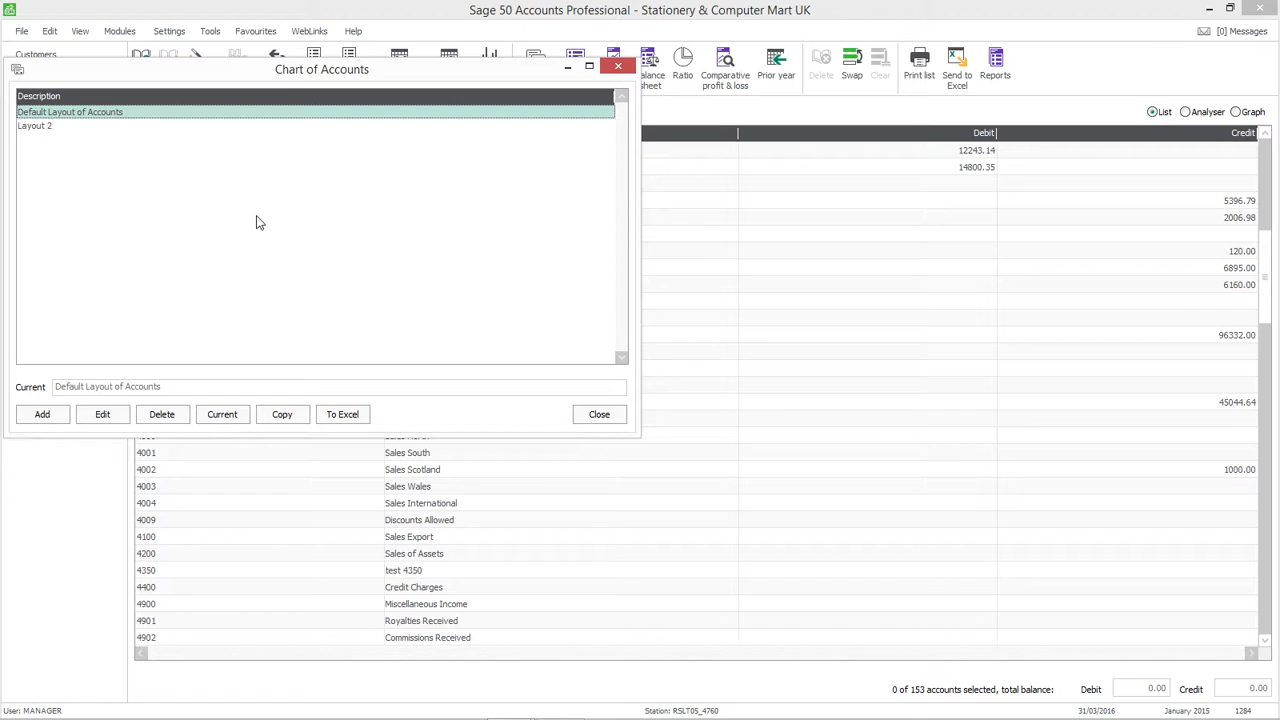 Sage 50 Accounts Professional - Stationery & Computer Mart UK
File Edit View Modules Settings Tools Favourites WebLinks Help [0] Messages
Customers
Chart of Accounts
Ratio Comparative profit & loss Prior year Delete Swap Clear Print list Send to Excel Reports
Description
Default Layout of Accounts
Layout 2
List Analyser Graph
Debit Credit
12243.14
14800.35
5396.79
2006.98
120.00
6895.00
6160.00
96332.00
45044.64
Current Default Layout of Accounts
Add Edit Delete Current Copy To Excel Close
4001 Sales South
4002 Sales Scotland 1000.00
4003 Sales Wales
4004 Sales International
4009 Discounts Allowed
4100 Sales Export
4200 Sales of Assets
4350 test 4350
4400 Credit Charges
4900 Miscellaneous Income
4901 Royalties Received
4902 Commissions Received
0 of 153 accounts selected, total balance: Debit 0.00 Credit 0.00
User: MANAGER Station: RSLT05_4760 31/03/2016 January 2015 1284